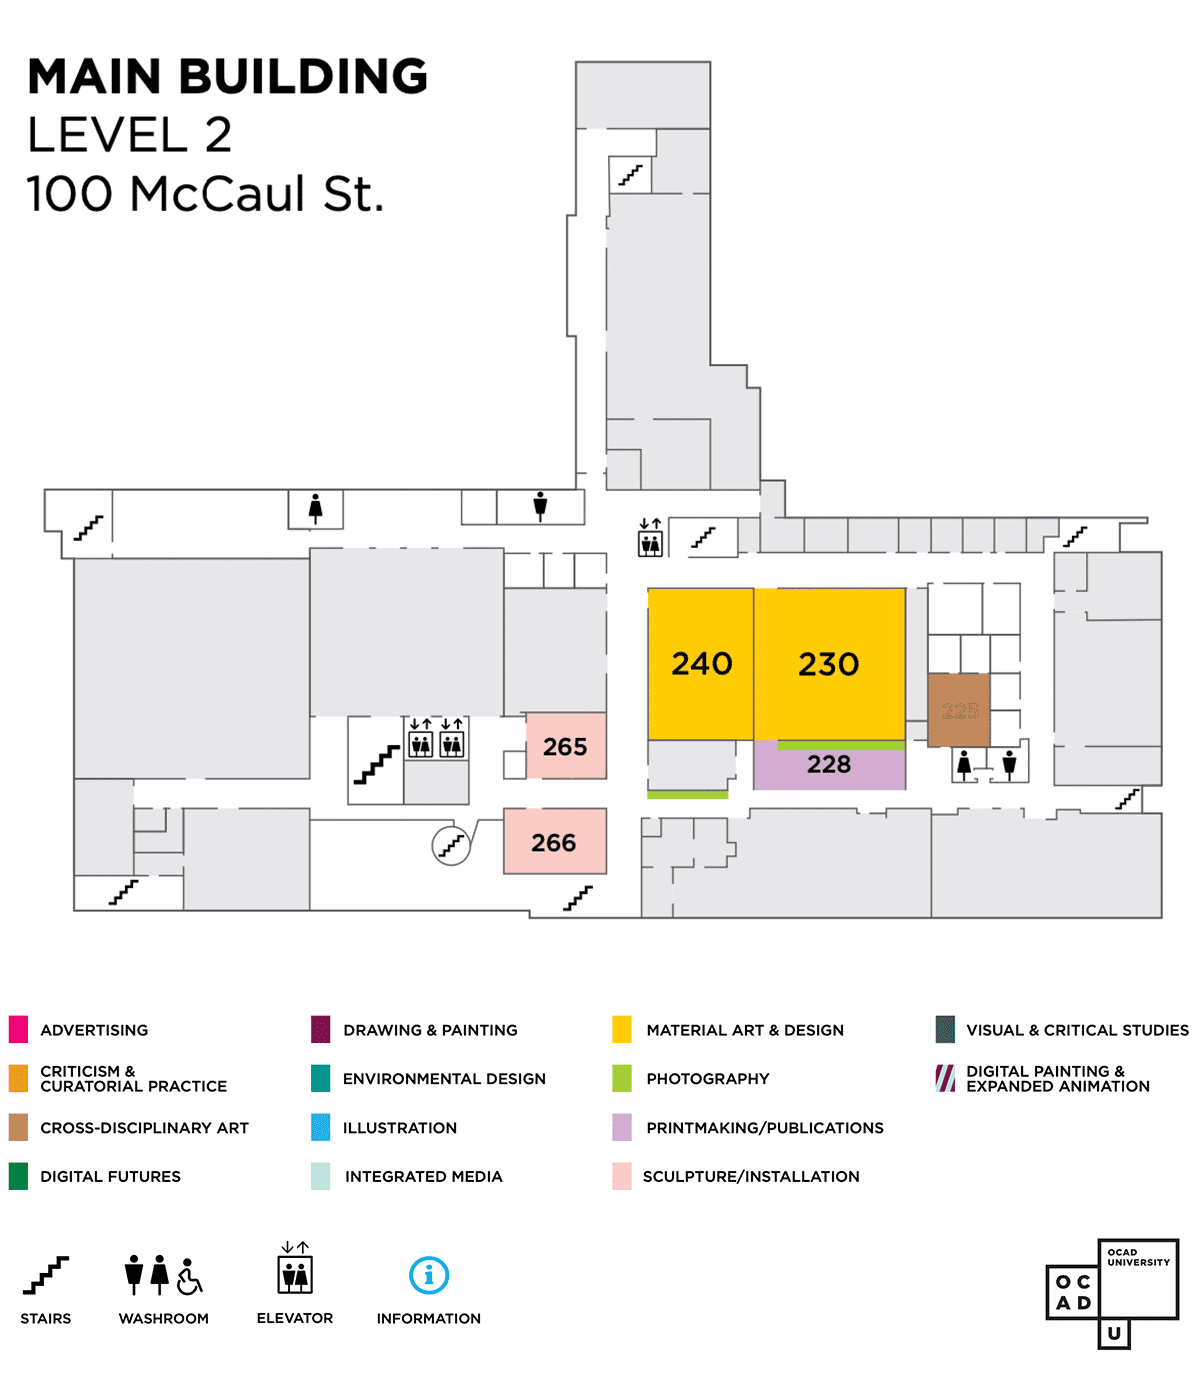 MAIN BUILDING
LEVEL 2
100 McCaul St.
240
230
225
265
228
266
ADVERTISING
DRAWING & PAINTING
MATERIAL ART & DESIGN
VISUAL & CRITICAL STUDIES
CRITICISM &
CURATORIAL PRACTICE
ENVIRONMENTAL DESIGN
PHOTOGRAPHY
DIGITAL PAINTING &
EXPANDED ANIMATION
CROSS-DISCIPLINARY ART
ILLUSTRATION
PRINTMAKING/PUBLICATIONS
DIGITAL FUTURES
INTEGRATED MEDIA
SCULPTURE/INSTALLATION
STAIRS
WASHROOM
ELEVATOR
INFORMATION
OCAD
UNIVERSITY
OC
AD
U